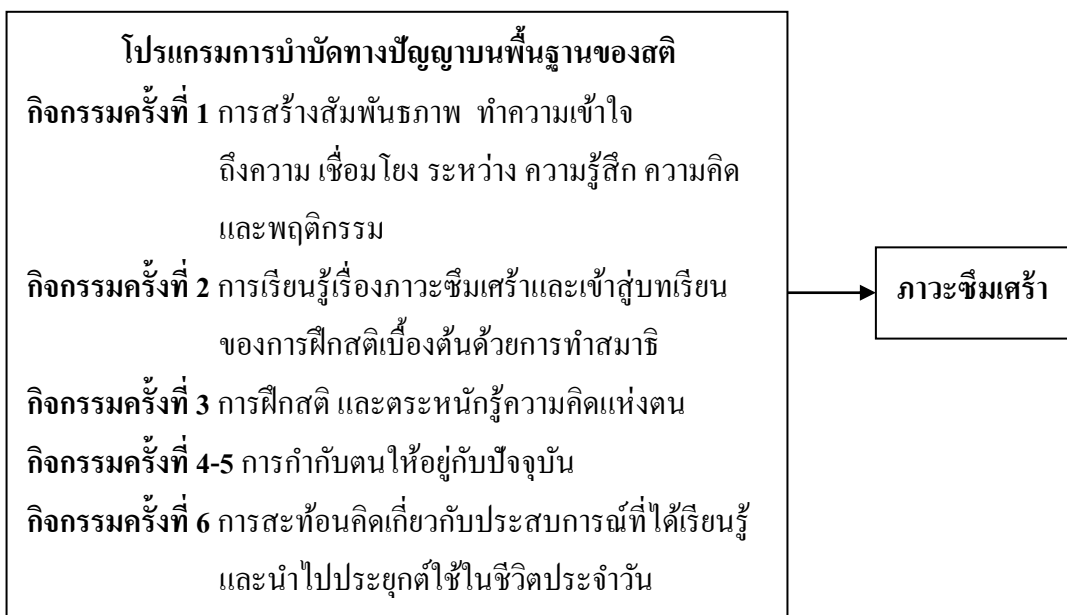 โปรแกรมการบำบัดทางปัญญาบนพื้นฐานของสติ
กิจกรรมครั้งที่ 1 การสร้างสัมพันธภาพ ทำความเข้าใจ
ถึงความ เชื่อมโยง ระหว่าง ความรู้สึก ความคิด
และพฤติกรรม
กิจกรรมครั้งที่ 2 การเรียนรู้เรื่องภาวะซึมเศร้าและเข้าสู่บทเรียน
ของการฝึกสติเบื้องต้นด้วยการทำสมาธิ
กิจกรรมครั้งที่ 3 การฝึกสติ และตระหนักรู้ความคิดแห่งตน
กิจกรรมครั้งที่ 4-5 การกำกับตนให้อยู่กับปัจจุบัน
กิจกรรมครั้งที่ 6 การสะท้อนคิดเกี่ยวกับประสบการณ์ที่ได้เรียนรู้
และนำไปประยุกต์ใช้ในชีวิตประจำวัน
ภาวะซึมเศร้า